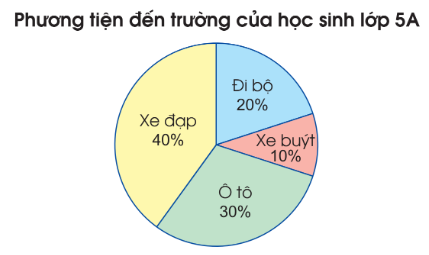 Phương tiện đến trường của học sinh lớp 5A
Đi bộ
20%
Xe đạp
40%
Xe buýt
10%
Ô tô
30%